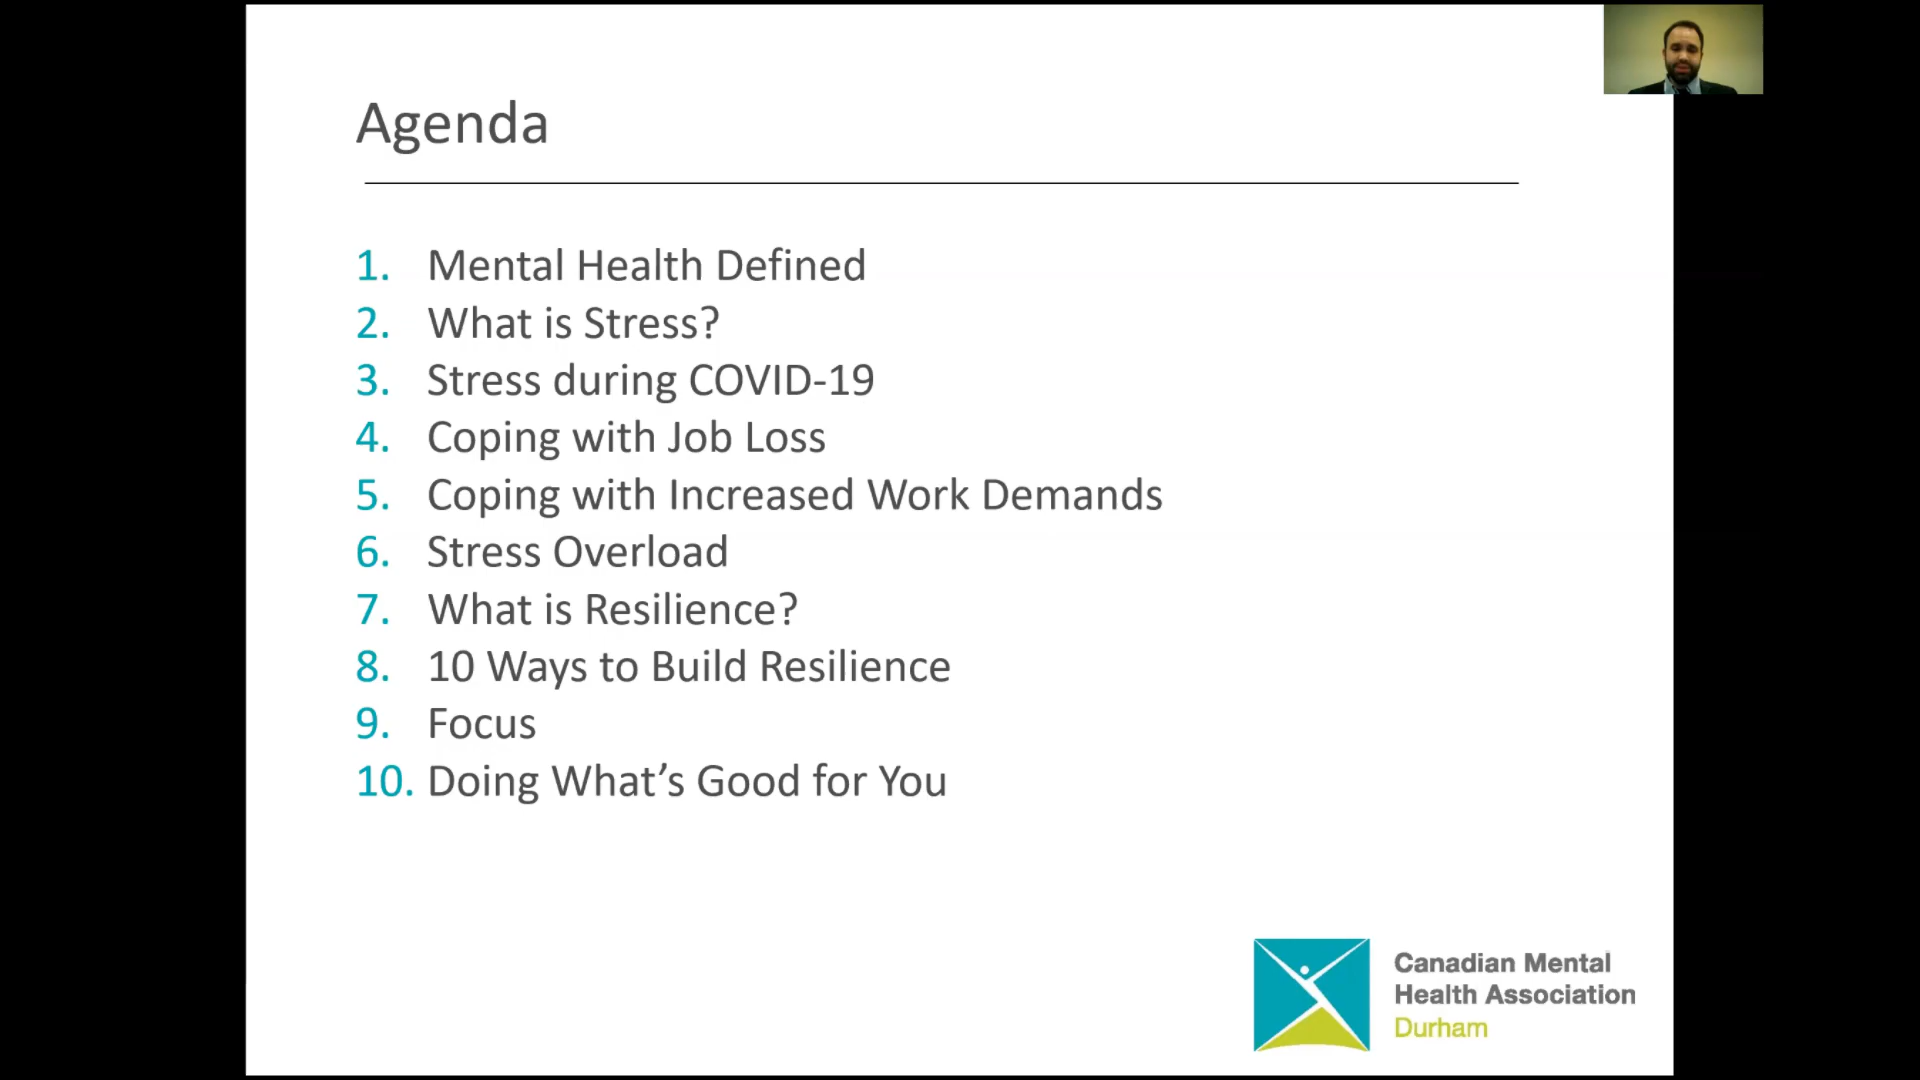 Agenda
1. Mental Health Defined
2. What is Stress?
3. Stress during COVID-19
4. Coping with Job Loss
5. Coping with Increased Work Demands
6. Stress Overload
7. What is Resilience?
8. 10 Ways to Build Resilience
9. Focus
10. Doing What’s Good for You
Canadian Mental
Health Association
Durham